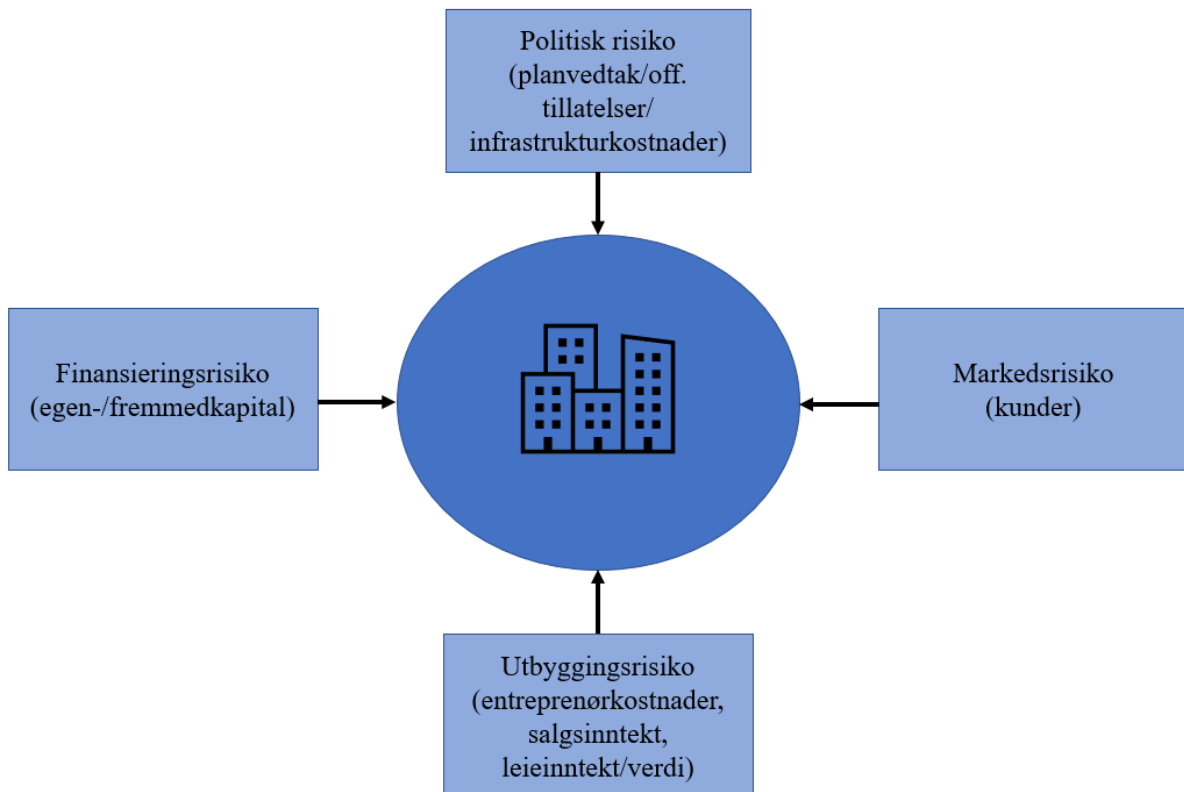 Politisk risiko
(planvedtak/off.
tillatelser/
infrastrukturkostnader)
Finansieringsrisiko
(egen-/fremmedkapital)
Markedsrisiko
(kunder)
Utbyggingsrisiko
(entreprenørkostnader,
salgsinntekt,
leieinntekt/verdi)